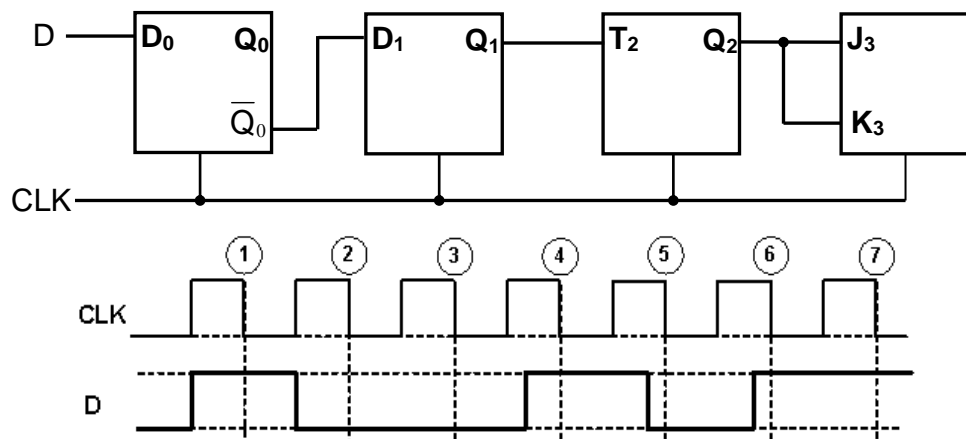 D D₀ Q₀ D₁ Q₁ T₂ Q₂ J₃
Q̅₀ K₃
CLK
1 2 3 4 5 6 7
CLK
D